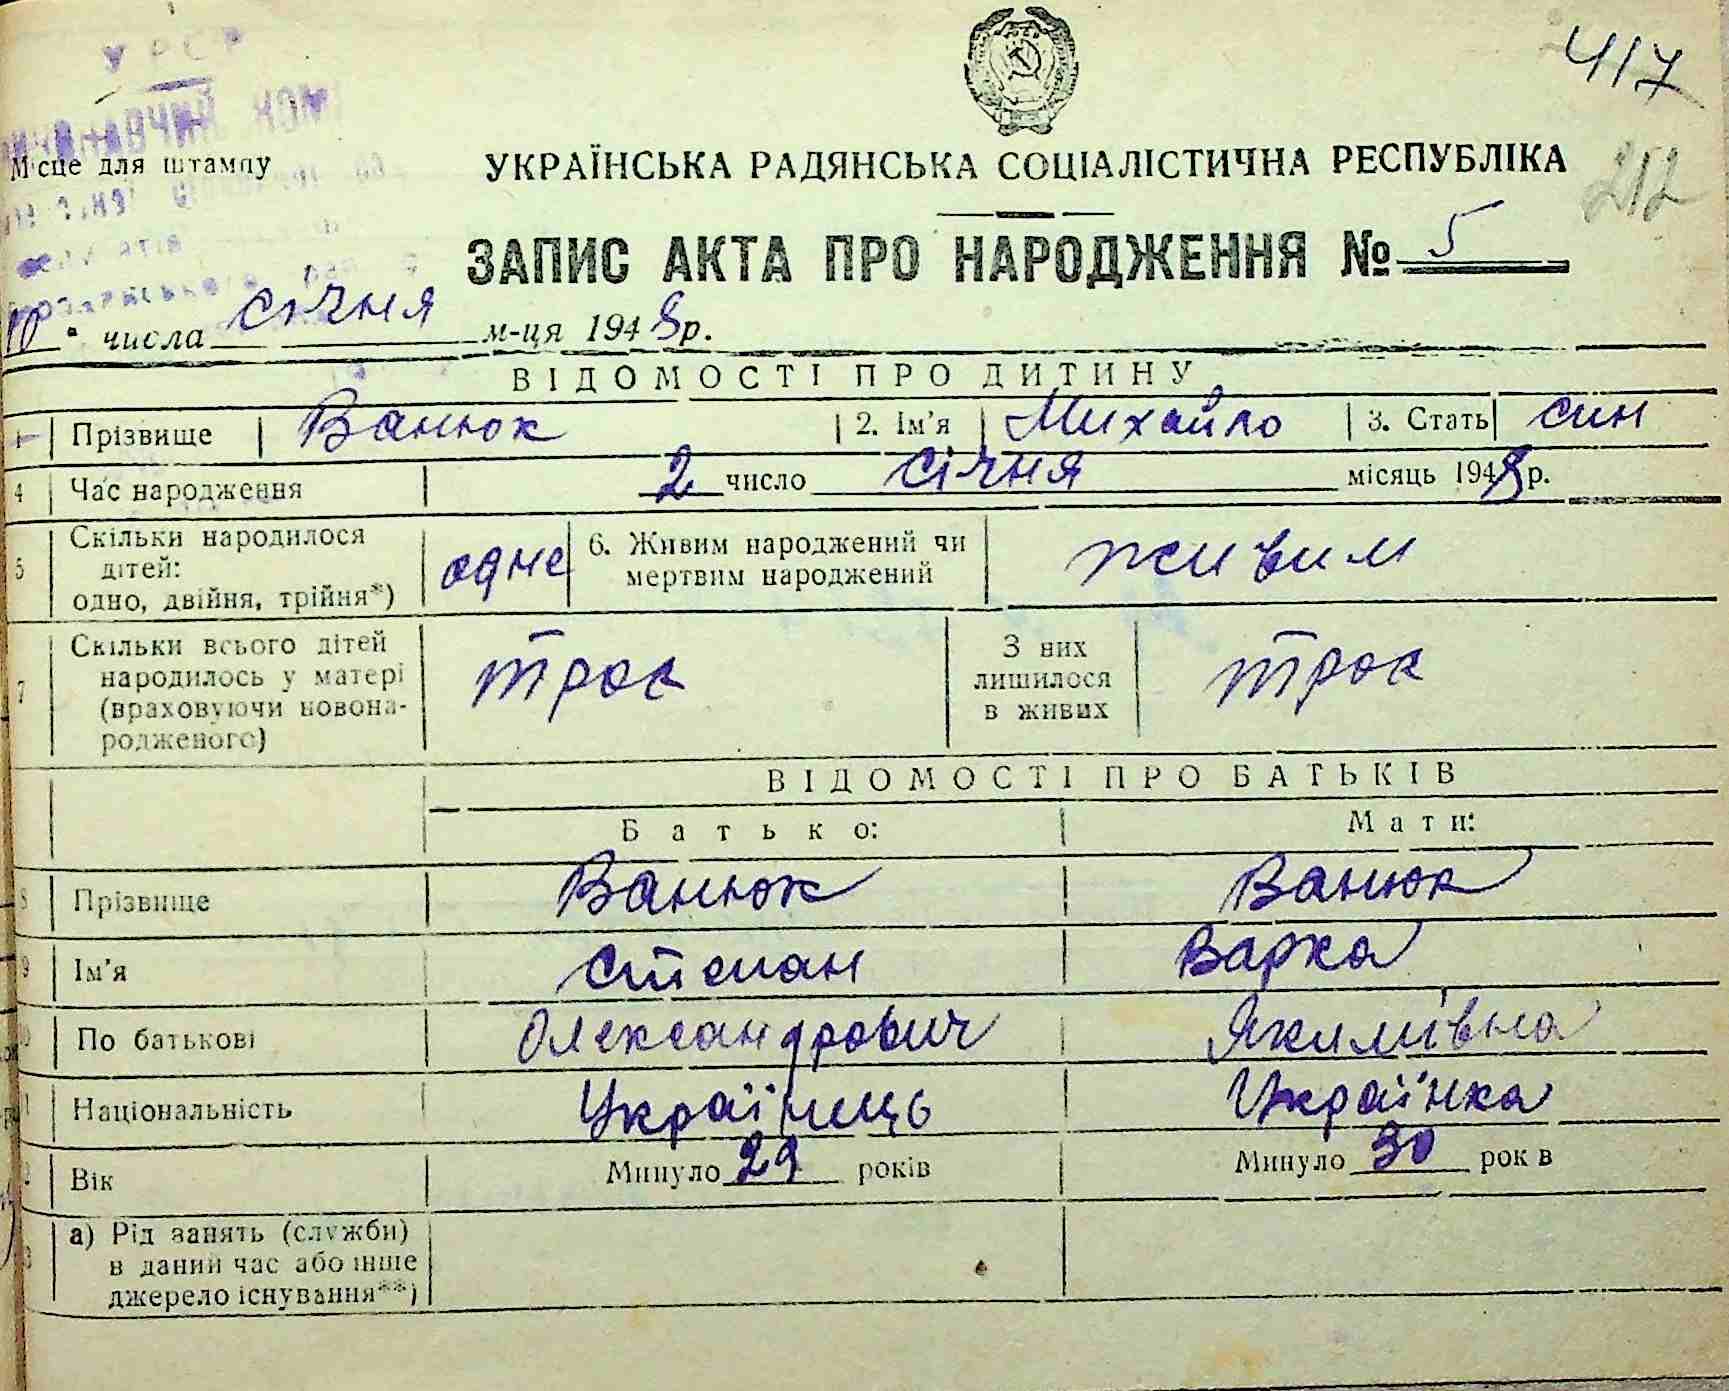 УРСР
417
Місце для штампу
УКРАЇНСЬКА РАДЯНСЬКА СОЦІАЛІСТИЧНА РЕСПУБЛІКА
212
ЗАПИС АКТА ПРО НАРОДЖЕННЯ № 5
10 числа січня м-ця 1948 р.
ВІДОМОСТІ ПРО ДИТИНУ
1 Прізвище Ванюк 2. Ім'я Михайло 3. Стать син
4 Час народження 2 число січня місяць 1948 р.
5 Скільки народилося дітей: одно, двійня, трійня*) одне 6. Живим народжений чи мертвим народжений живим
7 Скільки всього дітей народилось у матері (враховуючи новонародженого) троє З них лишилося в живих троє
ВІДОМОСТІ ПРО БАТЬКІВ
Батько: Мати:
8 Прізвище Ванюк Ванюк
9 Ім'я Степан Варка
По батькові Олександрович Якимівна
Національність Українець Українка
Вік Минуло 29 років Минуло 30 рок в
а) Рід занять (служби)
в даний час або інше
джерело існування**)